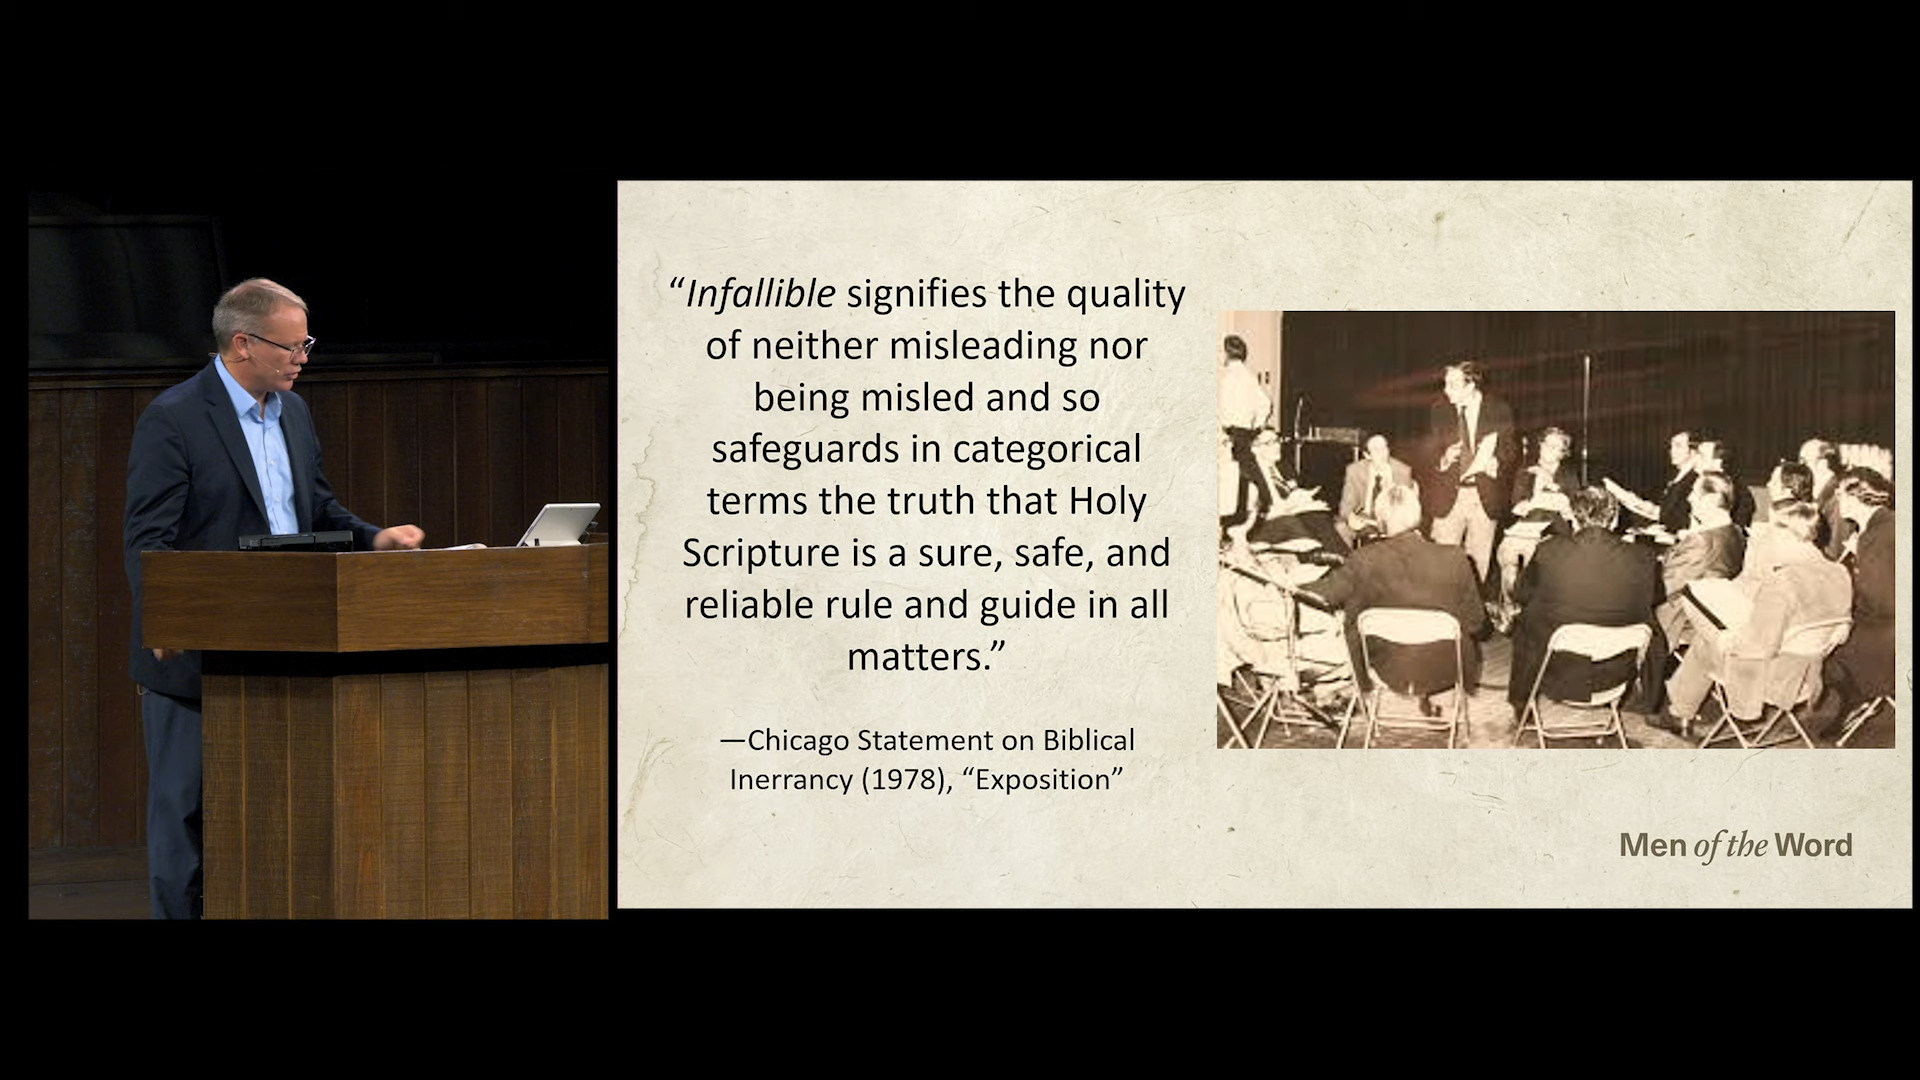 “Infallible signifies the quality
of neither misleading nor
being misled and so
safeguards in categorical
terms the truth that Holy
Scripture is a sure, safe, and
reliable rule and guide in all
matters.”
—Chicago Statement on Biblical
Inerrancy (1978), “Exposition”
Men of the Word